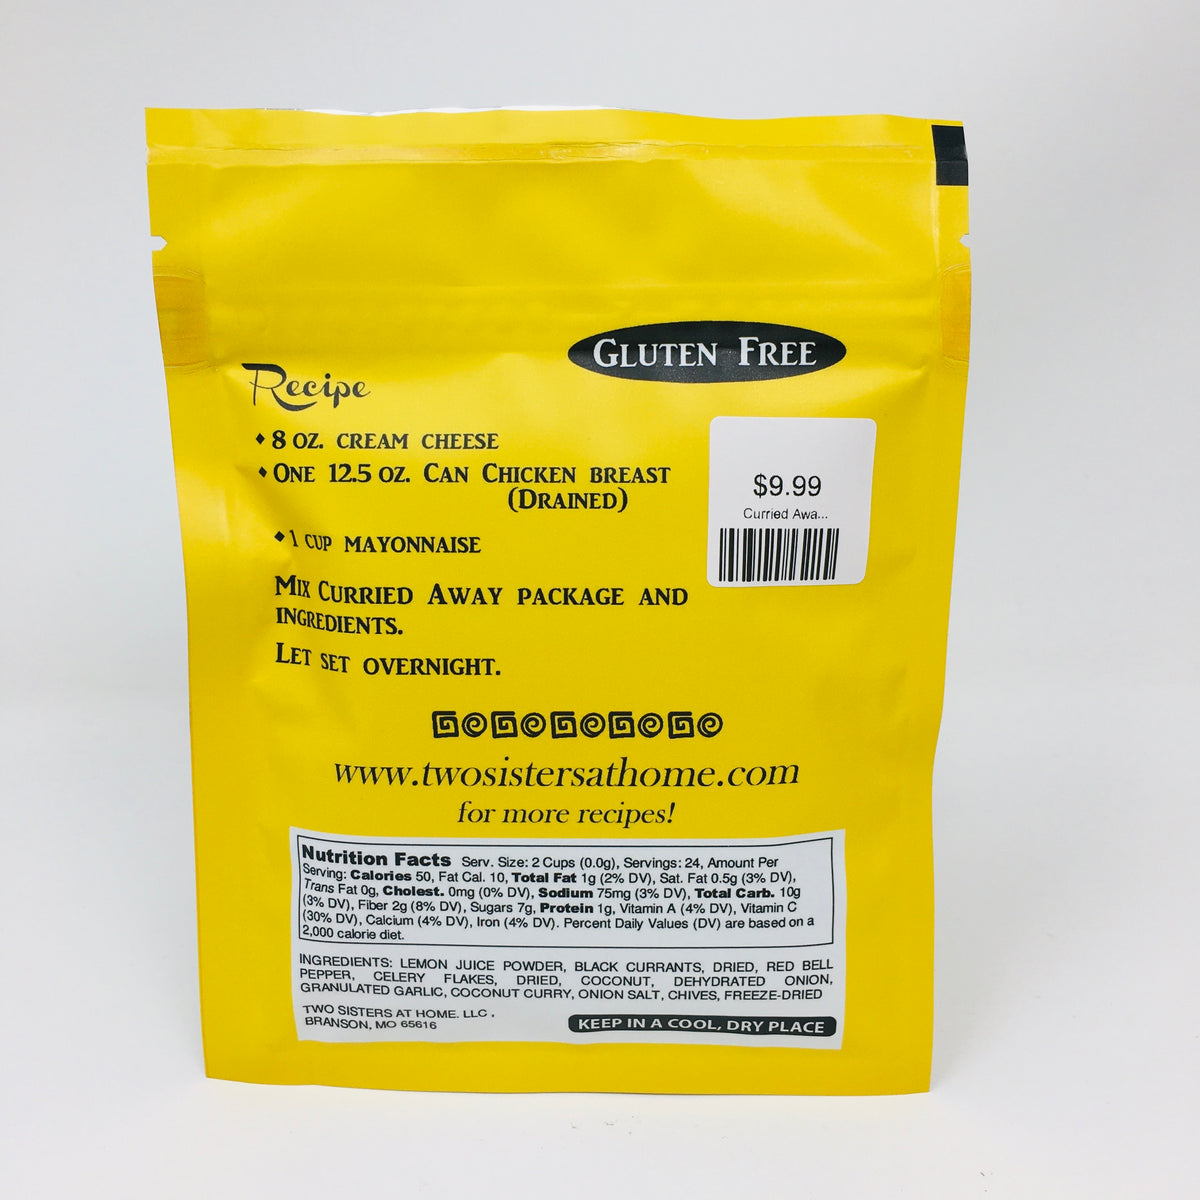 GLUTEN FREE
Recipe
8 OZ. CREAM CHEESE
ONE 12.5 OZ. CAN CHICKEN BREAST
(DRAINED)
1 CUP MAYONNAISE
MIX CURRIED AWAY PACKAGE AND
INGREDIENTS.
LET SET OVERNIGHT.
$9.99
Curried Awa...
www.twosistersathome.com
for more recipes!
Nutrition Facts Serv. Size: 2 Cups (0.0g), Servings: 24, Amount Per
Serving: Calories 50, Fat Cal. 10, Total Fat 1g (2% DV), Sat. Fat 0.5g (3% DV),
Trans Fat 0g, Cholest. 0mg (0% DV), Sodium 75mg (3% DV), Total Carb. 10g
(3% DV), Fiber 2g (8% DV), Sugars 7g, Protein 1g, Vitamin A (4% DV), Vitamin C
(30% DV), Calcium (4% DV), Iron (4% DV). Percent Daily Values (DV) are based on a
2,000 calorie diet.
INGREDIENTS: LEMON JUICE POWDER, BLACK CURRANTS, DRIED, RED BELL
PEPPER, CELERY FLAKES, DRIED, COCONUT, DEHYDRATED ONION,
GRANULATED GARLIC, COCONUT CURRY, ONION SALT, CHIVES, FREEZE-DRIED
TWO SISTERS AT HOME. LLC ,
BRANSON, MO 65616
KEEP IN A COOL, DRY PLACE